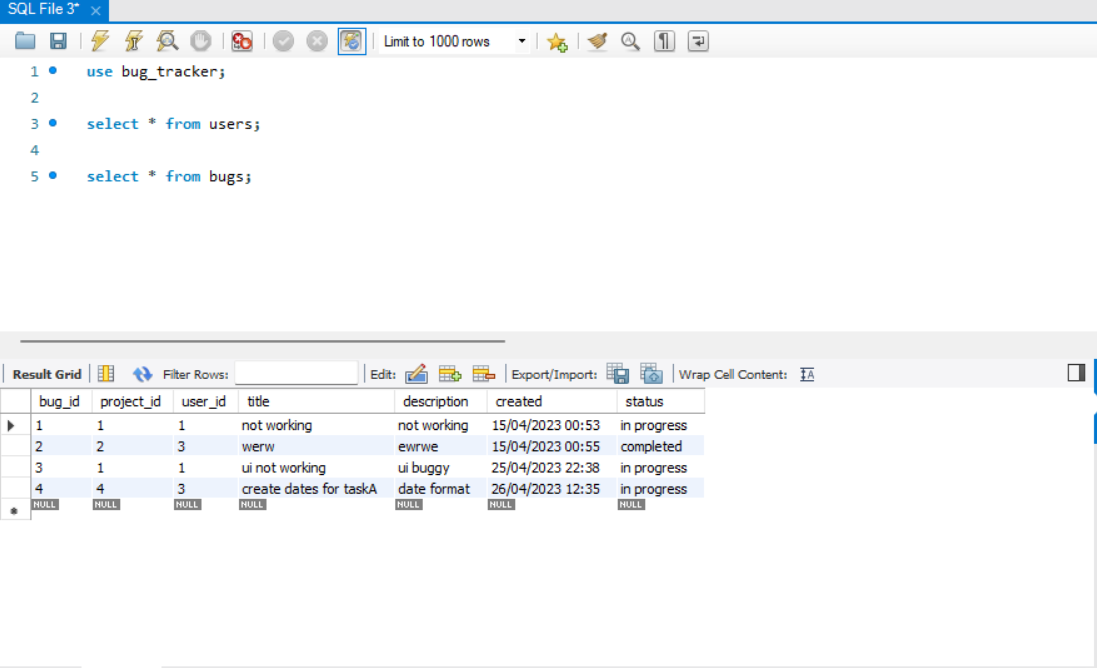 SQL File 3* ×
Limit to 1000 rows
1 use bug_tracker;
2
3 select * from users;
4
5 select * from bugs;
Result Grid Filter Rows: Edit: Export/Import: Wrap Cell Content:
bug_id project_id user_id title description created status
1 1 1 not working not working 15/04/2023 00:53 in progress
2 2 3 werw ewrwe 15/04/2023 00:55 completed
3 1 1 ui not working ui buggy 25/04/2023 22:38 in progress
4 4 3 create dates for taskA date format 26/04/2023 12:35 in progress
NULL NULL NULL NULL NULL NULL NULL